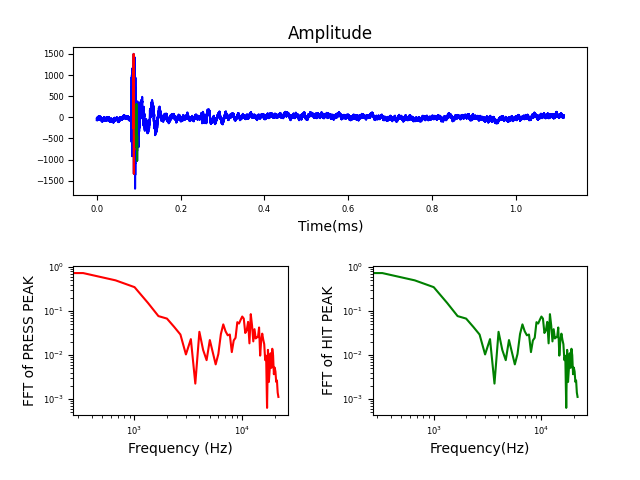 Amplitude
1500
1000
500
0
−500
−1000
−1500
0.0 0.2 0.4 0.6 0.8 1.0
Time(ms)
FFT of PRESS PEAK
10⁰
10⁻¹
10⁻²
10⁻³
10³ 10⁴
Frequency (Hz)
FFT of HIT PEAK
10⁰
10⁻¹
10⁻²
10⁻³
10³ 10⁴
Frequency(Hz)